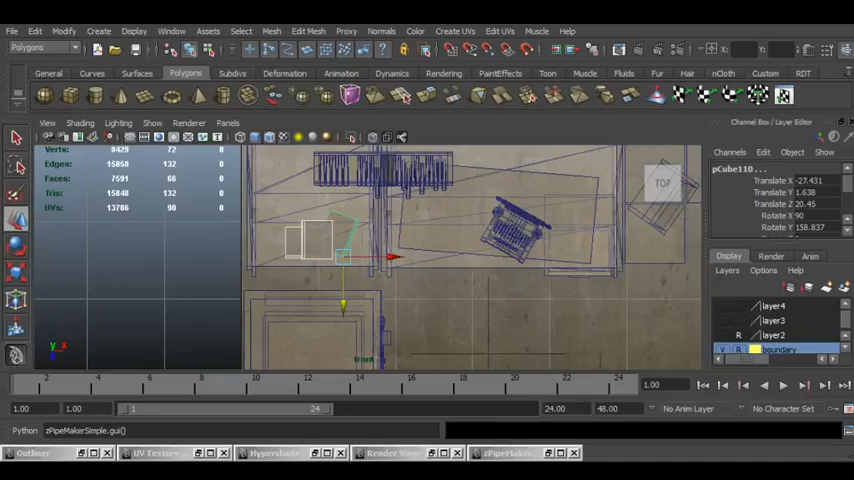 File Edit Modify Create Display Window Assets Select Mesh Edit Mesh Proxy Normals Color Create UVs Edit UVs Muscle Help
Polygons X: Y: Z:
General Curves Surfaces Polygons Subdivs Deformation Animation Dynamics Rendering PaintEffects Toon Muscle Fluids Fur Hair nCloth Custom RDT
View Shading Lighting Show Renderer Panels
Channel Box / Layer Editor
Verts: 8429 72 0
Edges: 15850 132 0
Faces: 7591 66 0
Tris: 15848 132 0
UVs: 13786 90 0
TOP
Channels Edit Object Show
pCube110...
Translate X -27.431
Translate Y 1.638
Translate Z 20.45
Rotate X 90
Rotate Y 158.837
Display Render Anim
Layers Options Help
layer4
layer3
R layer2
V R boundary
y x
front
2 4 6 8 10 12 14 16 18 20 22 24 1.00
1.00 1.00 1 24 24.00 48.00 No Anim Layer No Character Set
Python zPipeMakerSimple.gui()
Outliner UV Texture... Hypershade Render View zPipeMaker...